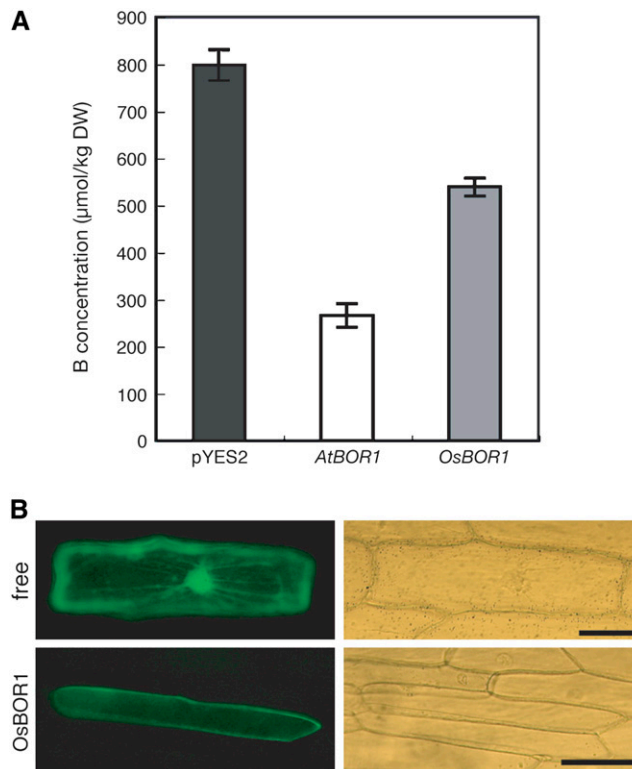 A
B concentration (µmol/kg DW)
900
800
700
600
500
400
300
200
100
0
pYES2 AtBOR1 OsBOR1
B
free
OsBOR1